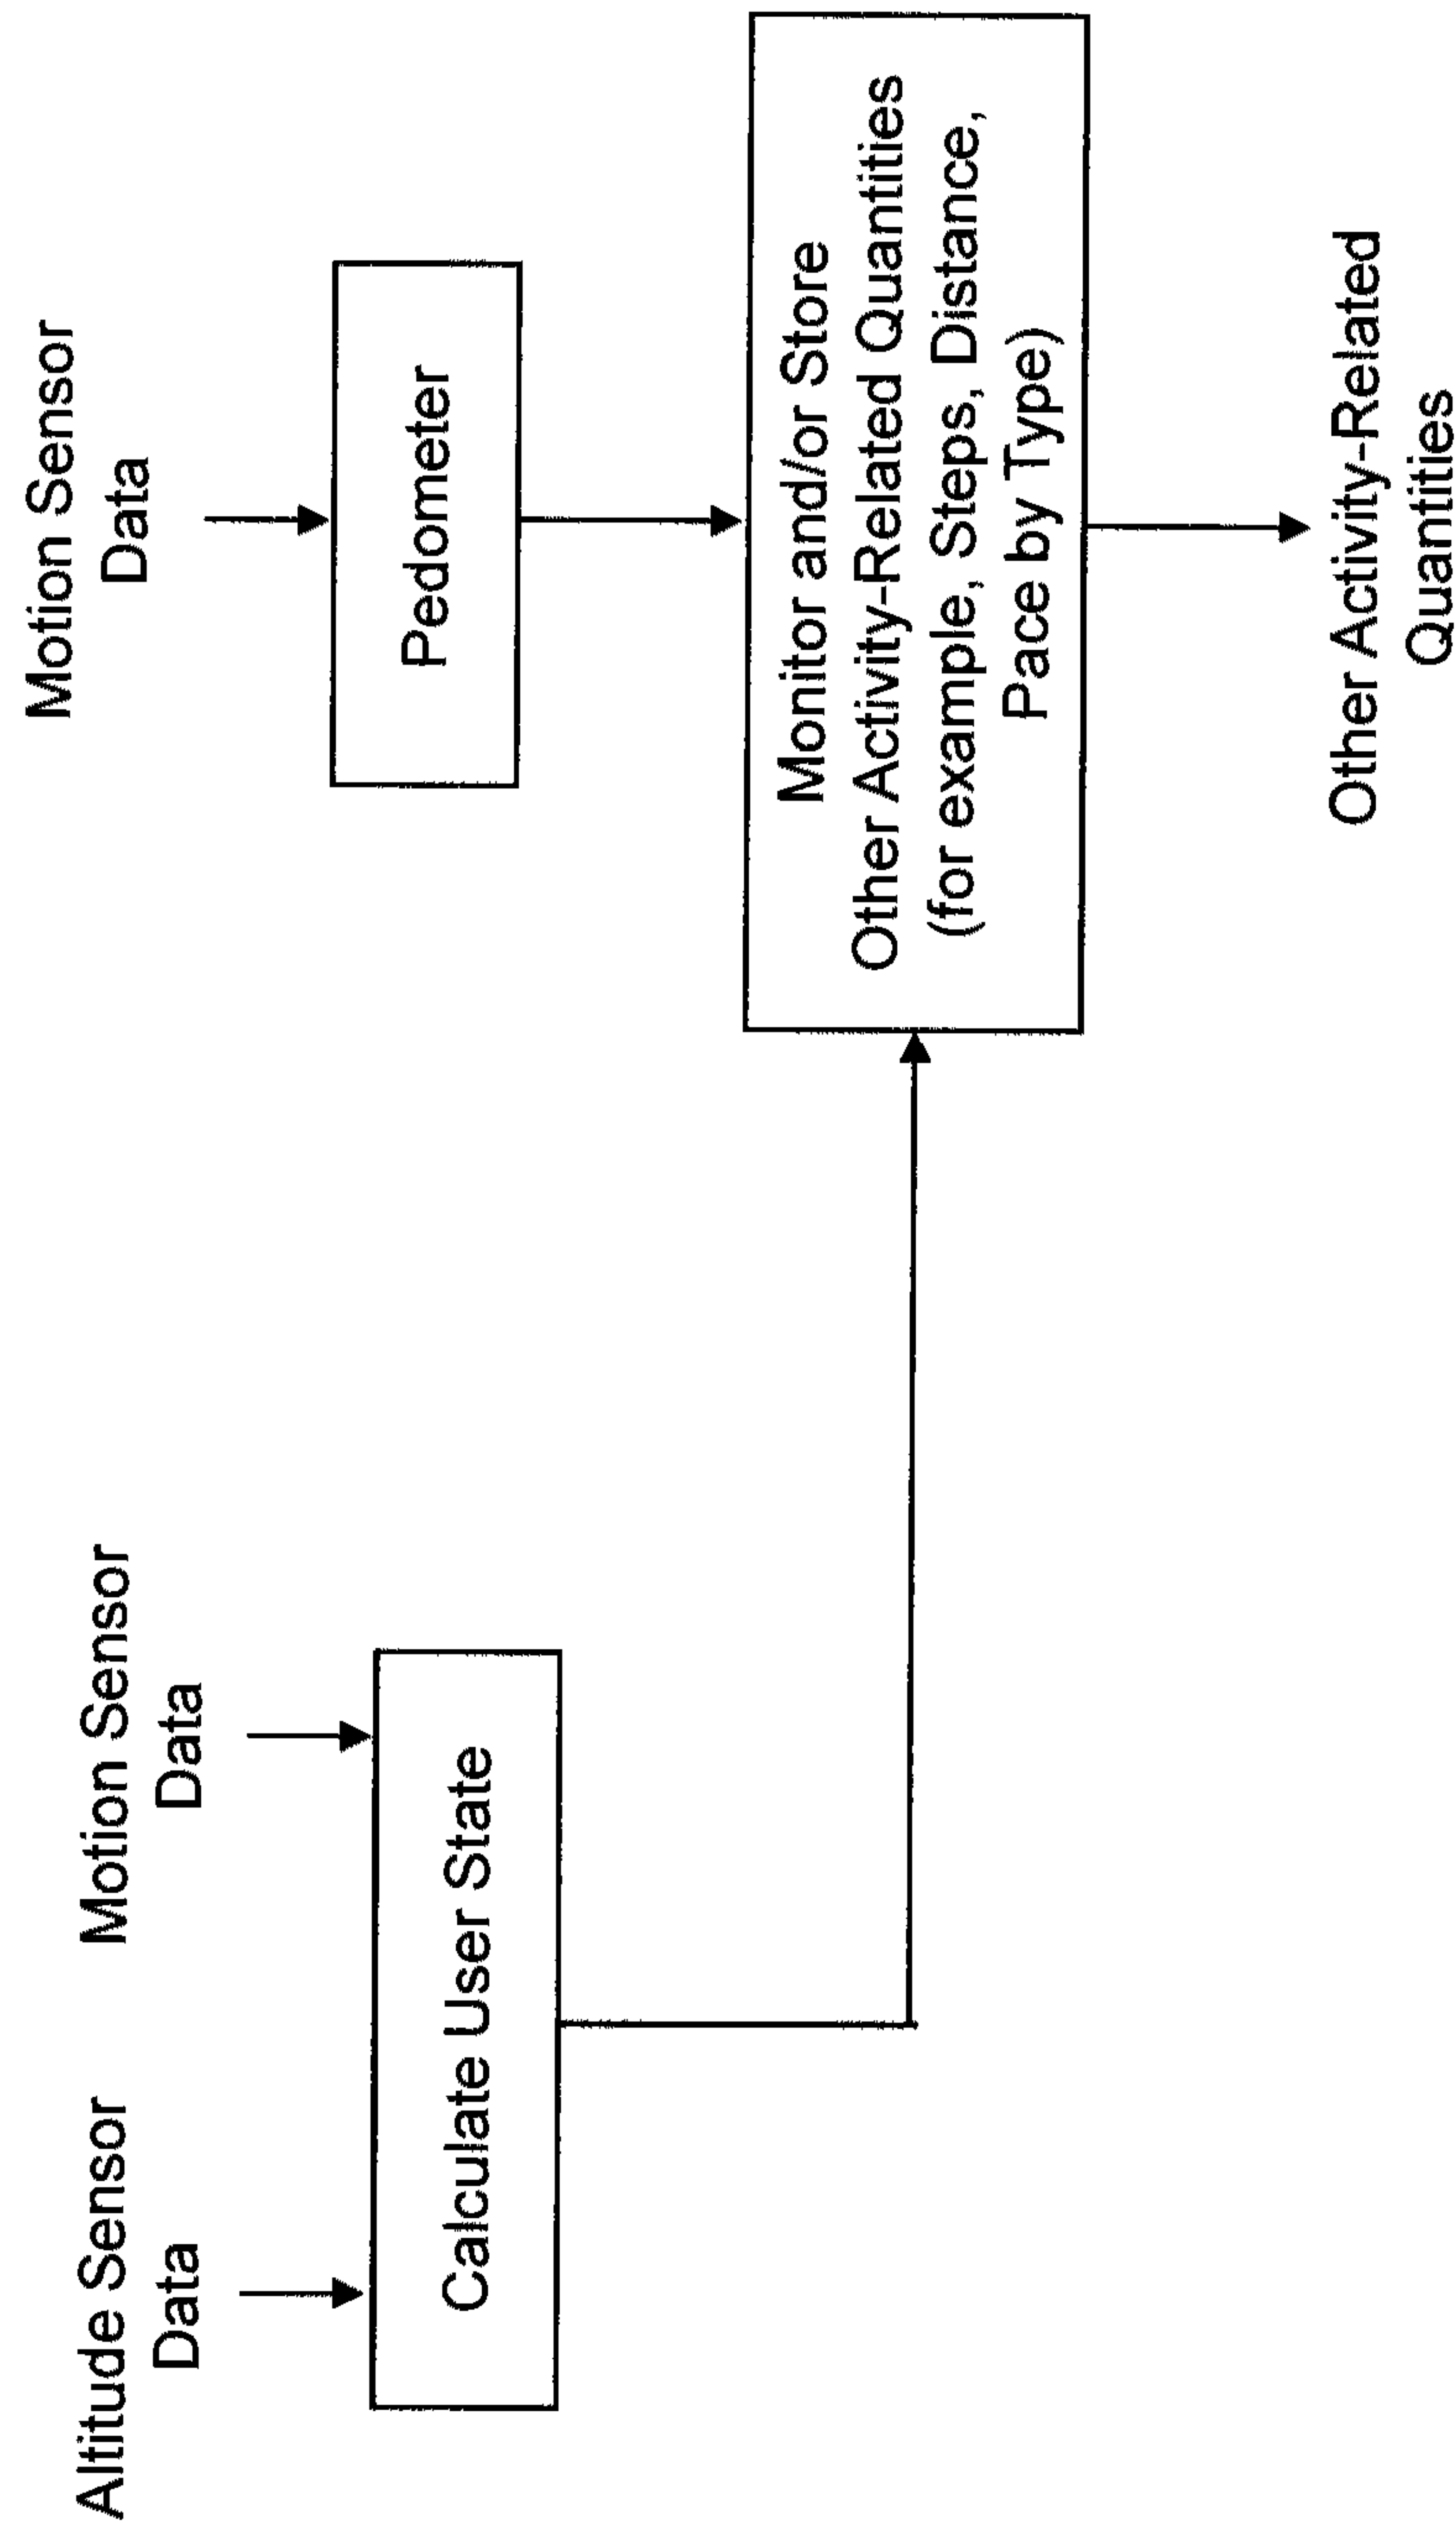 Altitude Sensor
Data
Motion Sensor
Data
Calculate User State
Motion Sensor
Data
Pedometer
Monitor and/or Store
Other Activity-Related Quantities
(for example, Steps, Distance,
Pace by Type)
Other Activity-Related
Quantities